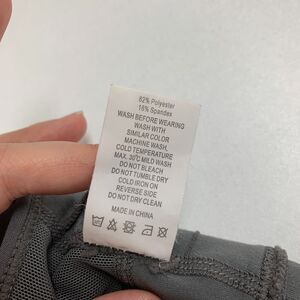 82% Polyester
18% Spandex
WASH BEFORE WEARING
WASH WITH
SIMILAR COLOR
MACHINE WASH,
COLD TEMPERATURE
MAX. 30°C MILD WASH
DO NOT BLEACH
DO NOT TUMBLE DRY
COLD IRON ON
REVERSE SIDE
DO NOT DRY CLEAN
MADE IN CHINA